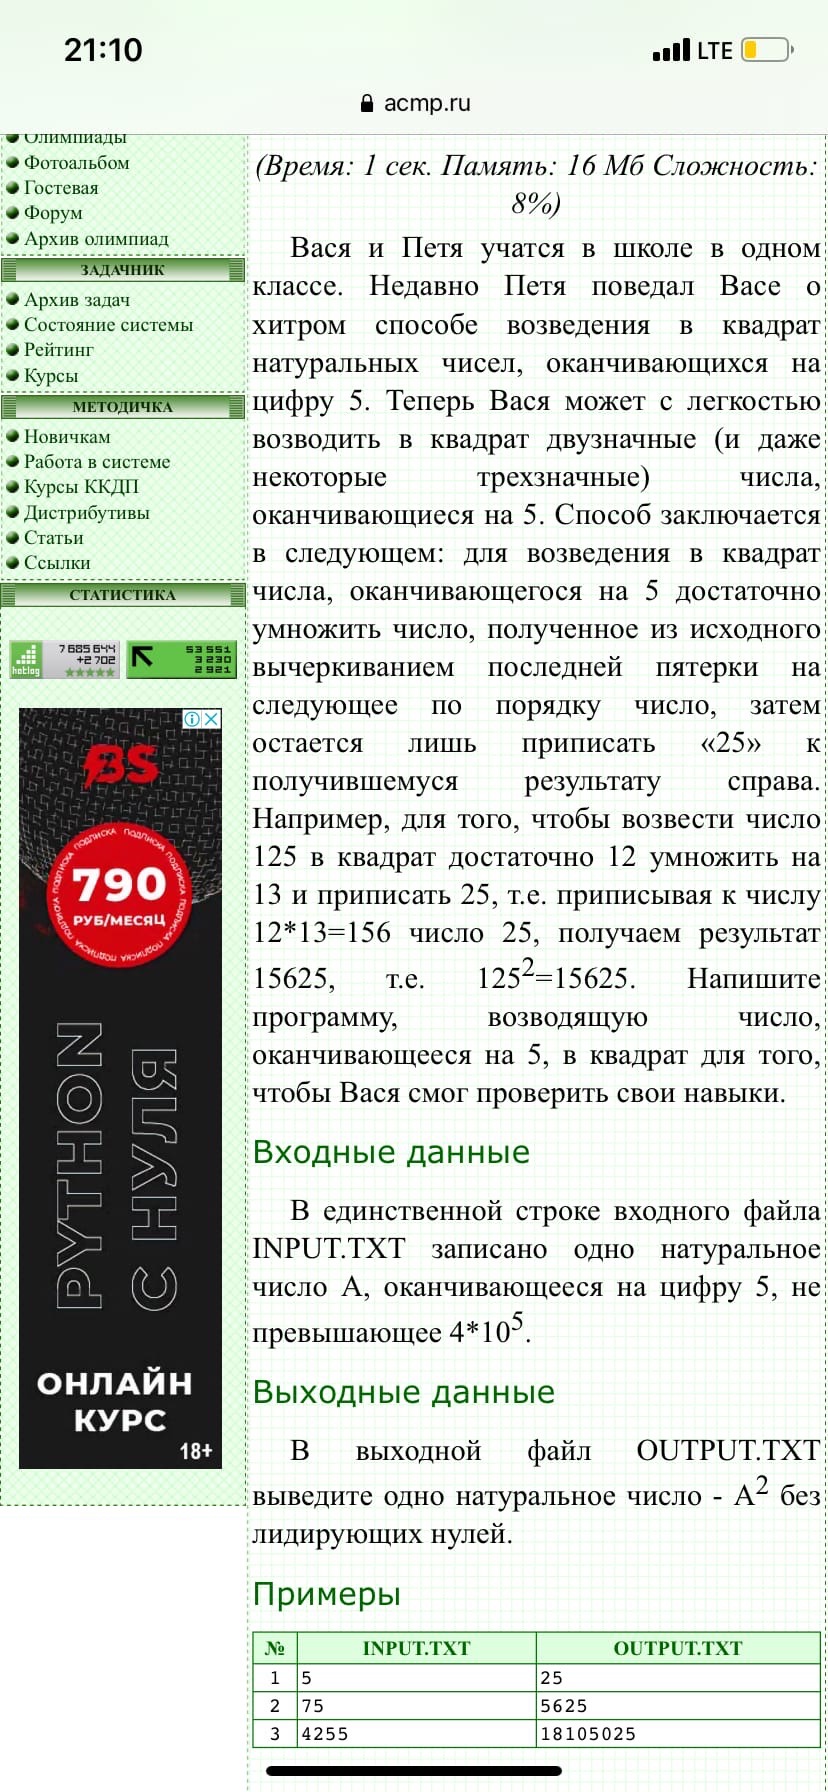 21:10
LTE
acmp.ru
Олимпиады
Фотоальбом
Гостевая
Форум
Архив олимпиад
ЗАДАЧНИК
Архив задач
Состояние системы
Рейтинг
Курсы
МЕТОДИЧКА
Новичкам
Работа в системе
Курсы ККДП
Дистрибутивы
Статьи
Ссылки
СТАТИСТИКА
hotlog
7 685 644
+2 702
53 551
3 230
2 921
BS
ПОДПИСКА ПОДПИСКА ПОДПИСКА ПОДПИСКА ПОДПИСКА ПОДПИСКА
790
РУБ/МЕСЯЦ
PYTHON
С НУЛЯ
ОНЛАЙН
КУРС
18+
(Время: 1 сек. Память: 16 Мб Сложность:
8%)
Вася и Петя учатся в школе в одном
классе. Недавно Петя поведал Васе о
хитром способе возведения в квадрат
натуральных чисел, оканчивающихся на
цифру 5. Теперь Вася может с легкостью
возводить в квадрат двузначные (и даже
некоторые трехзначные) числа,
оканчивающиеся на 5. Способ заключается
в следующем: для возведения в квадрат
числа, оканчивающегося на 5 достаточно
умножить число, полученное из исходного
вычеркиванием последней пятерки на
следующее по порядку число, затем
остается лишь приписать «25» к
получившемуся результату справа.
Например, для того, чтобы возвести число
125 в квадрат достаточно 12 умножить на
13 и приписать 25, т.е. приписывая к числу
12*13=156 число 25, получаем результат
15625, т.е. 125²=15625. Напишите
программу, возводящую число,
оканчивающееся на 5, в квадрат для того,
чтобы Вася смог проверить свои навыки.
Входные данные
В единственной строке входного файла
INPUT.TXT записано одно натуральное
число А, оканчивающееся на цифру 5, не
превышающее 4*10⁵.
Выходные данные
В выходной файл OUTPUT.TXT
выведите одно натуральное число - A² без
лидирующих нулей.
Примеры
№ INPUT.TXT OUTPUT.TXT
1 5 25
2 75 5625
3 4255 18105025